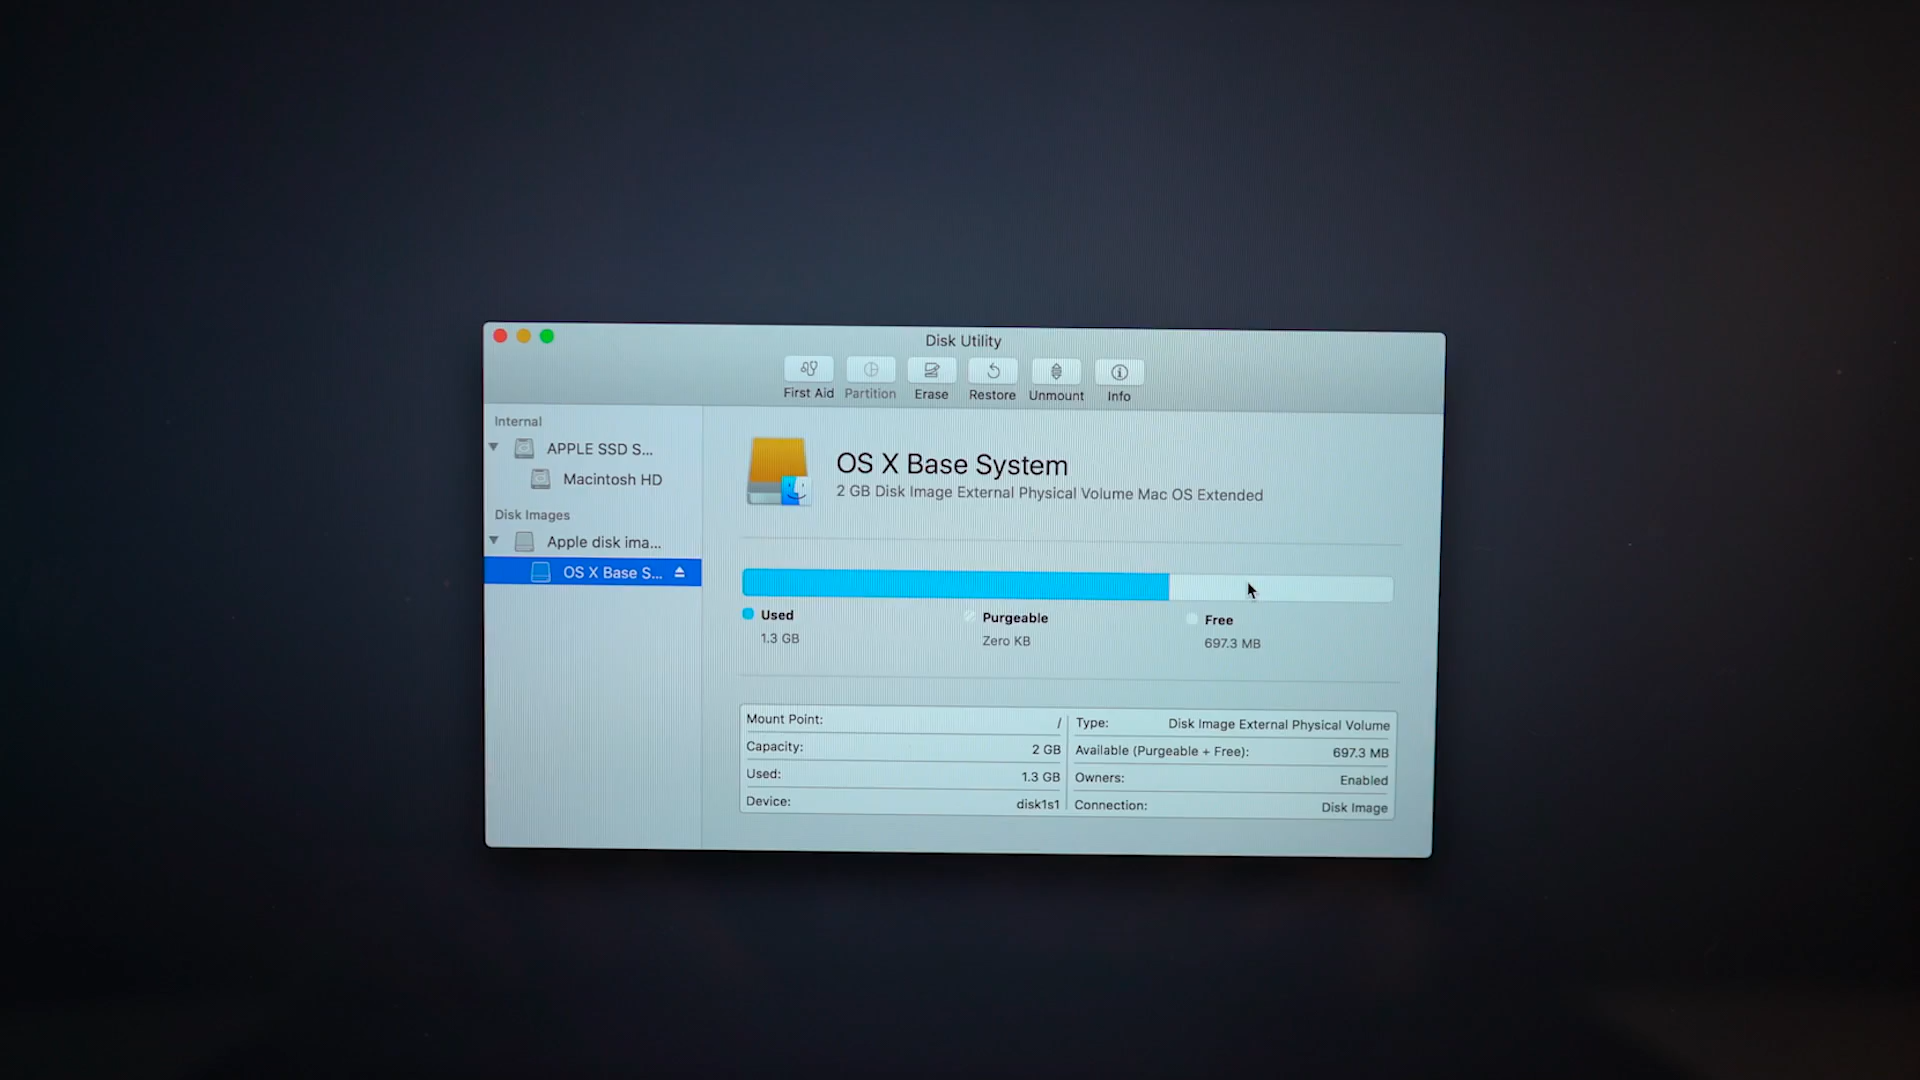 Disk Utility
First Aid
Partition
Erase
Restore
Unmount
Info
Internal
APPLE SSD S...
Macintosh HD
Disk Images
Apple disk ima...
OS X Base S...
OS X Base System
2 GB Disk Image External Physical Volume Mac OS Extended
Used
1.3 GB
Purgeable
Zero KB
Free
697.3 MB
Mount Point: /
Capacity: 2 GB
Used: 1.3 GB
Device: disk1s1
Type: Disk Image External Physical Volume
Available (Purgeable + Free): 697.3 MB
Owners: Enabled
Connection: Disk Image